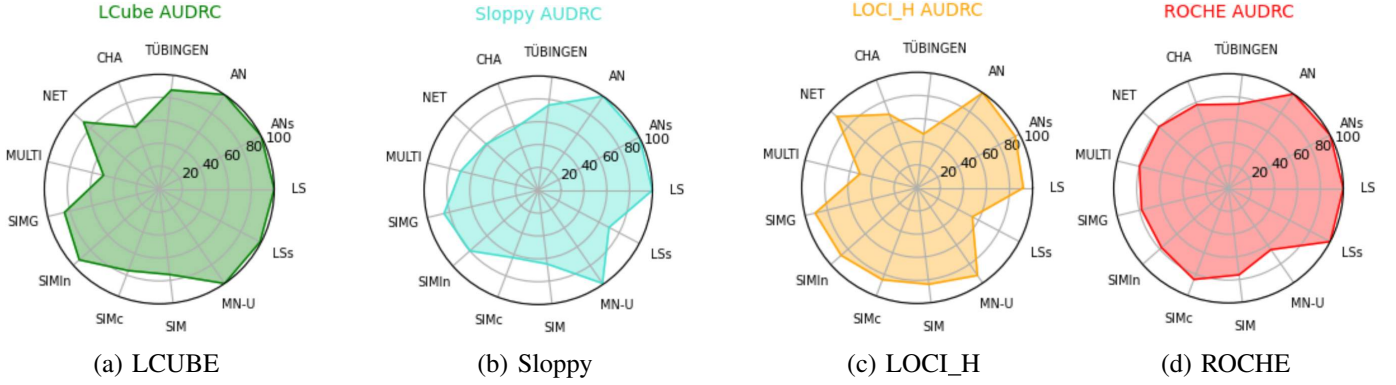 LCube AUDRC
TÜBINGEN
CHA
AN
NET
ANs
100
80
60
40
20
MULTI
LS
SIMG
LSs
SIMIn
MN-U
SIMc
SIM
(a) LCUBE
Sloppy AUDRC
TÜBINGEN
CHA
AN
NET
ANs
100
80
60
40
20
MULTI
LS
SIMG
LSs
SIMIn
MN-U
SIMc
SIM
(b) Sloppy
LOCI_H AUDRC
TÜBINGEN
CHA
AN
NET
ANs
100
80
60
40
20
MULTI
LS
SIMG
LSs
SIMIn
MN-U
SIMc
SIM
(c) LOCI_H
ROCHE AUDRC
TÜBINGEN
CHA
AN
NET
ANs
100
80
60
40
20
MULTI
LS
SIMG
LSs
SIMIn
MN-U
SIMc
SIM
(d) ROCHE